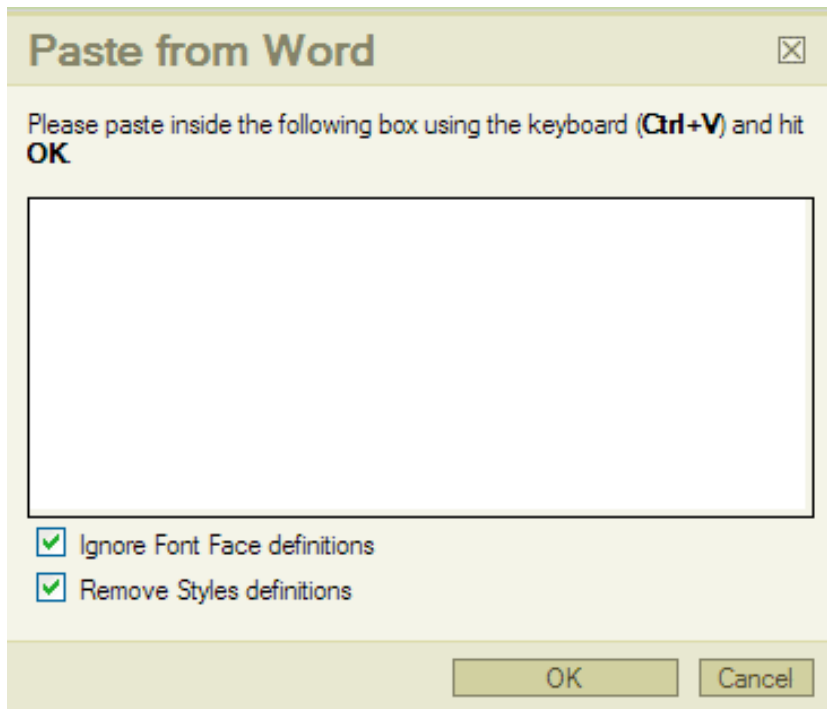 Paste from Word
Please paste inside the following box using the keyboard (Ctrl+V) and hit
OK.
Ignore Font Face definitions
Remove Styles definitions
OK
Cancel